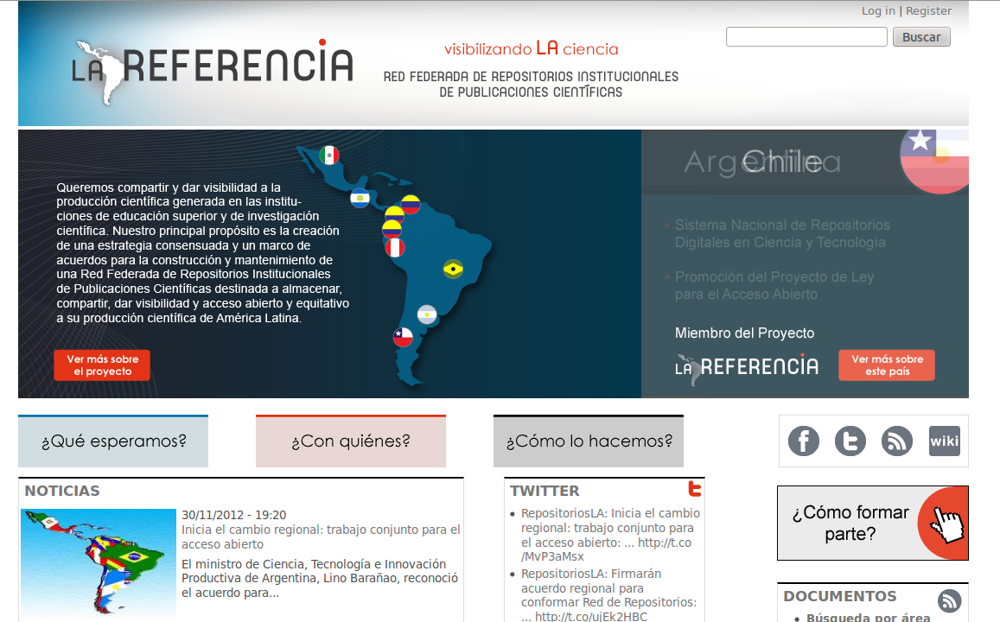 Log in | Register
Buscar
LA REFERENCIA
visibilizando LA ciencia
RED FEDERADA DE REPOSITORIOS INSTITUCIONALES
DE PUBLICACIONES CIENTÍFICAS
Queremos compartir y dar visibilidad a la
producción científica generada en las institu-
ciones de educación superior y de investigación
científica. Nuestro principal propósito es la creación
de una estrategia consensuada y un marco de
acuerdos para la construcción y mantenimiento de
una Red Federada de Repositorios Institucionales
de Publicaciones Científicas destinada a almacenar,
compartir, dar visibilidad y acceso abierto y equitativo
a su producción científica de América Latina.
Ver más sobre
el proyecto
Argentina
Chile
Sistema Nacional de Repositorios
Digitales en Ciencia y Tecnología
Promoción del Proyecto de Ley
para el Acceso Abierto
Miembro del Proyecto
LA REFERENCIA
Ver más sobre
este país
¿Qué esperamos?
¿Con quiénes?
¿Cómo lo hacemos?
wiki
NOTICIAS
30/11/2012 - 19:20
Inicia el cambio regional: trabajo conjunto para el
acceso abierto
El ministro de Ciencia, Tecnología e Innovación
Productiva de Argentina, Lino Barañao, reconoció
el acuerdo para...
TWITTER
RepositoriosLA: Inicia el cambio
regional: trabajo conjunto para
el acceso abierto: ... http://t.co
/MvP3aMsx
RepositoriosLA: Firmarán
acuerdo regional para
conformar Red de Repositorios:
... http://t.co/ujEk2HBC
¿Cómo formar
parte?
DOCUMENTOS
Búsqueda por área